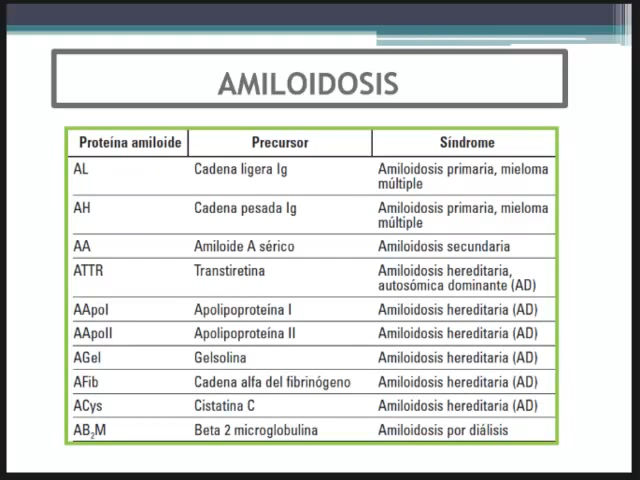 AMILOIDOSIS
Proteína amiloide Precursor Síndrome
AL Cadena ligera Ig Amiloidosis primaria, mieloma
múltiple
AH Cadena pesada Ig Amiloidosis primaria, mieloma
múltiple
AA Amiloide A sérico Amiloidosis secundaria
ATTR Transtiretina Amiloidosis hereditaria,
autosómica dominante (AD)
AApoI Apolipoproteína I Amiloidosis hereditaria (AD)
AApoII Apolipoproteína II Amiloidosis hereditaria (AD)
AGel Gelsolina Amiloidosis hereditaria (AD)
AFib Cadena alfa del fibrinógeno Amiloidosis hereditaria (AD)
ACys Cistatina C Amiloidosis hereditaria (AD)
AB₂M Beta 2 microglobulina Amiloidosis por diálisis